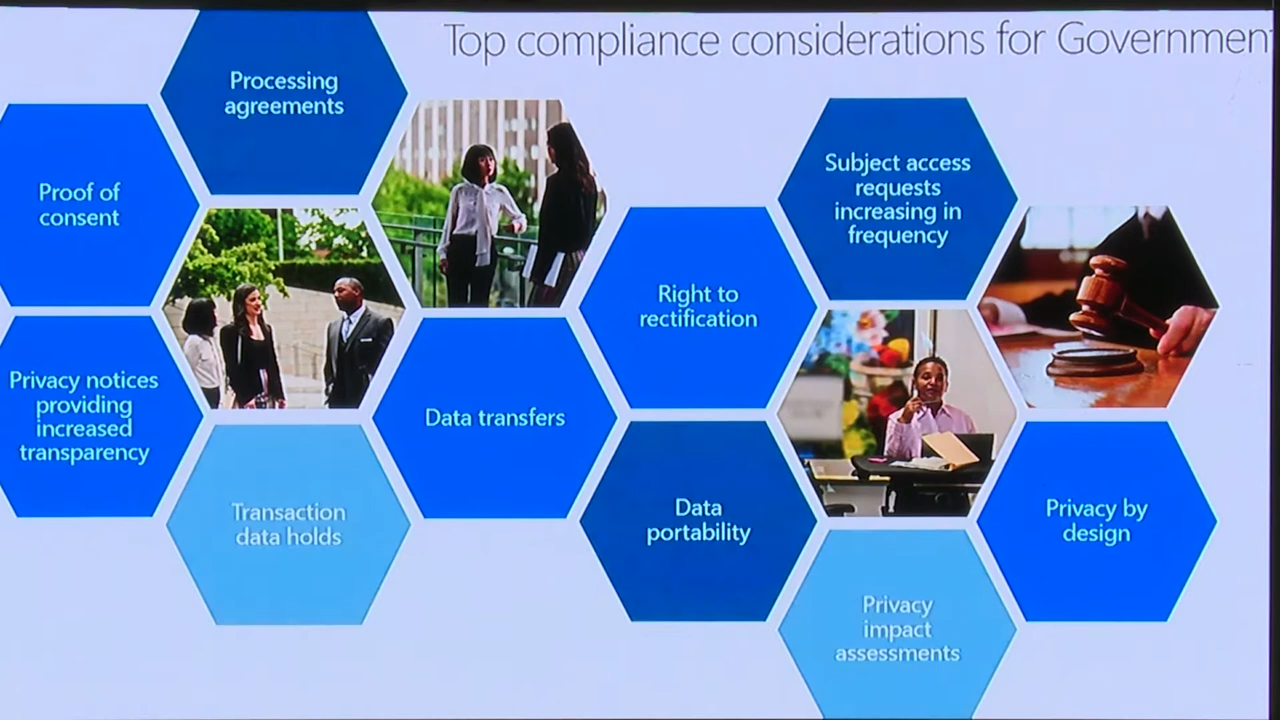 Top compliance considerations for Governmen
Processing
agreements
Proof of
consent
Subject access
requests
increasing in
frequency
Right to
rectification
Privacy notices
providing
increased
transparency
Data transfers
Transaction
data holds
Data
portability
Privacy by
design
Privacy
impact
assessments